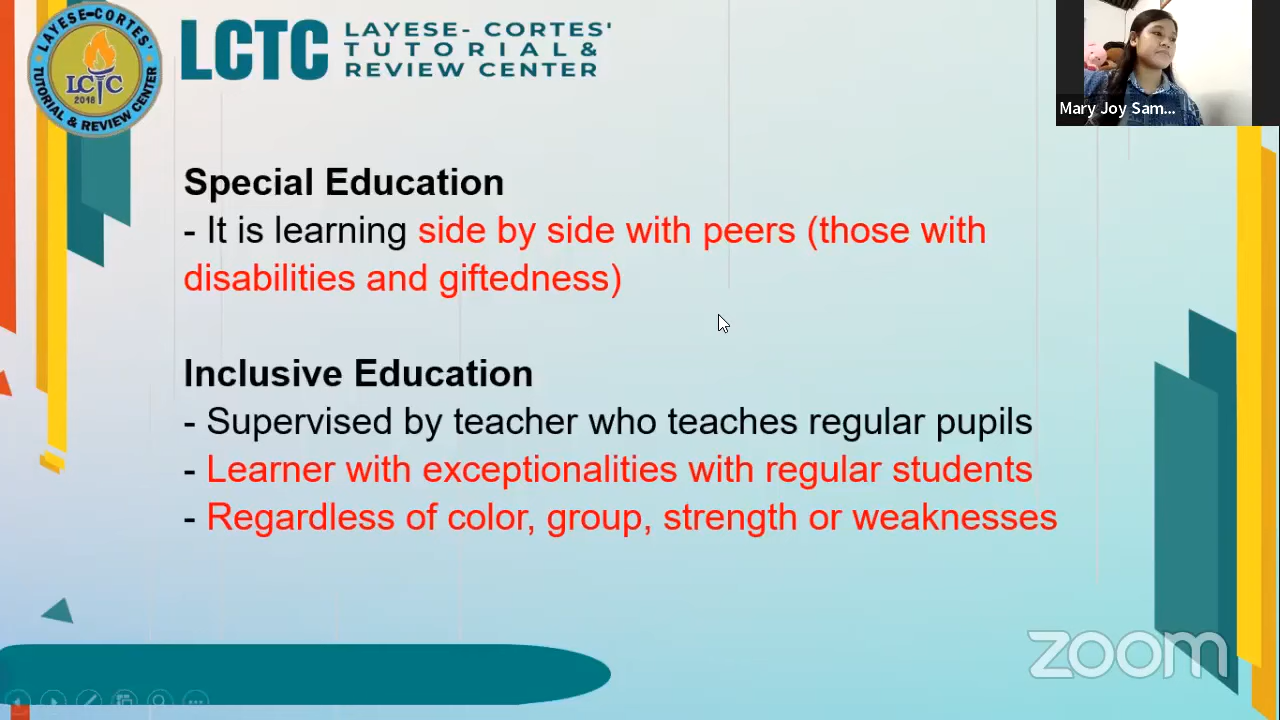 LAYESE-CORTES'
TUTORIAL & REVIEW CENTER
LCTC
2018
LCTC
LAYESE- CORTES'
TUTORIAL &
REVIEW CENTER
Mary Joy Sam...
Special Education
- It is learning side by side with peers (those with
disabilities and giftedness)
Inclusive Education
- Supervised by teacher who teaches regular pupils
- Learner with exceptionalities with regular students
- Regardless of color, group, strength or weaknesses
zoom